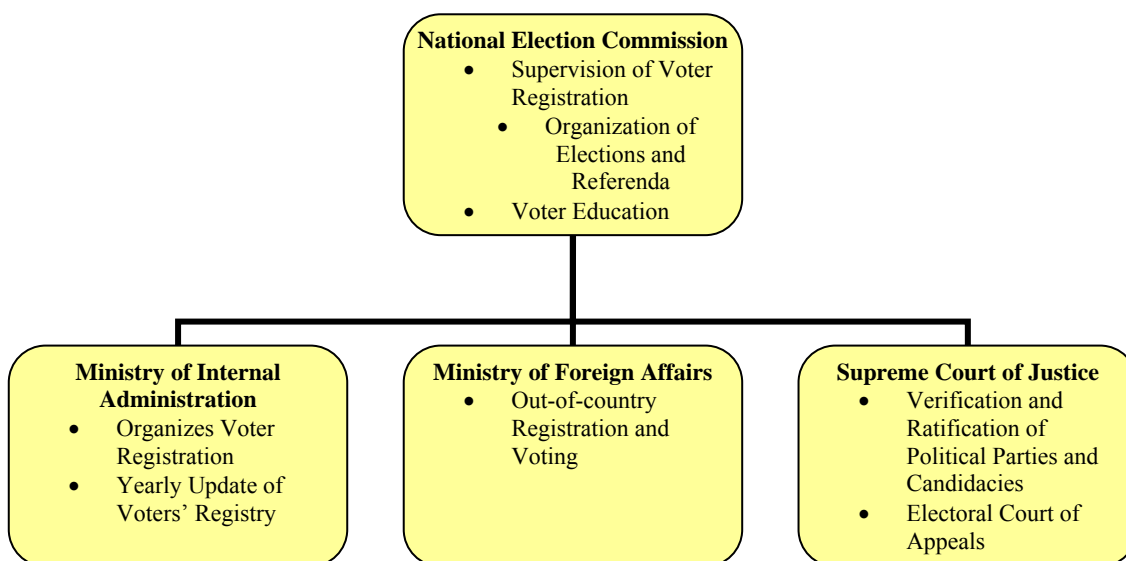 National Election Commission
• Supervision of Voter
Registration
• Organization of
Elections and
Referenda
• Voter Education
Ministry of Internal
Administration
• Organizes Voter
Registration
• Yearly Update of
Voters’ Registry
Ministry of Foreign Affairs
• Out-of-country
Registration and
Voting
Supreme Court of Justice
• Verification and
Ratification of
Political Parties and
Candidacies
• Electoral Court of
Appeals